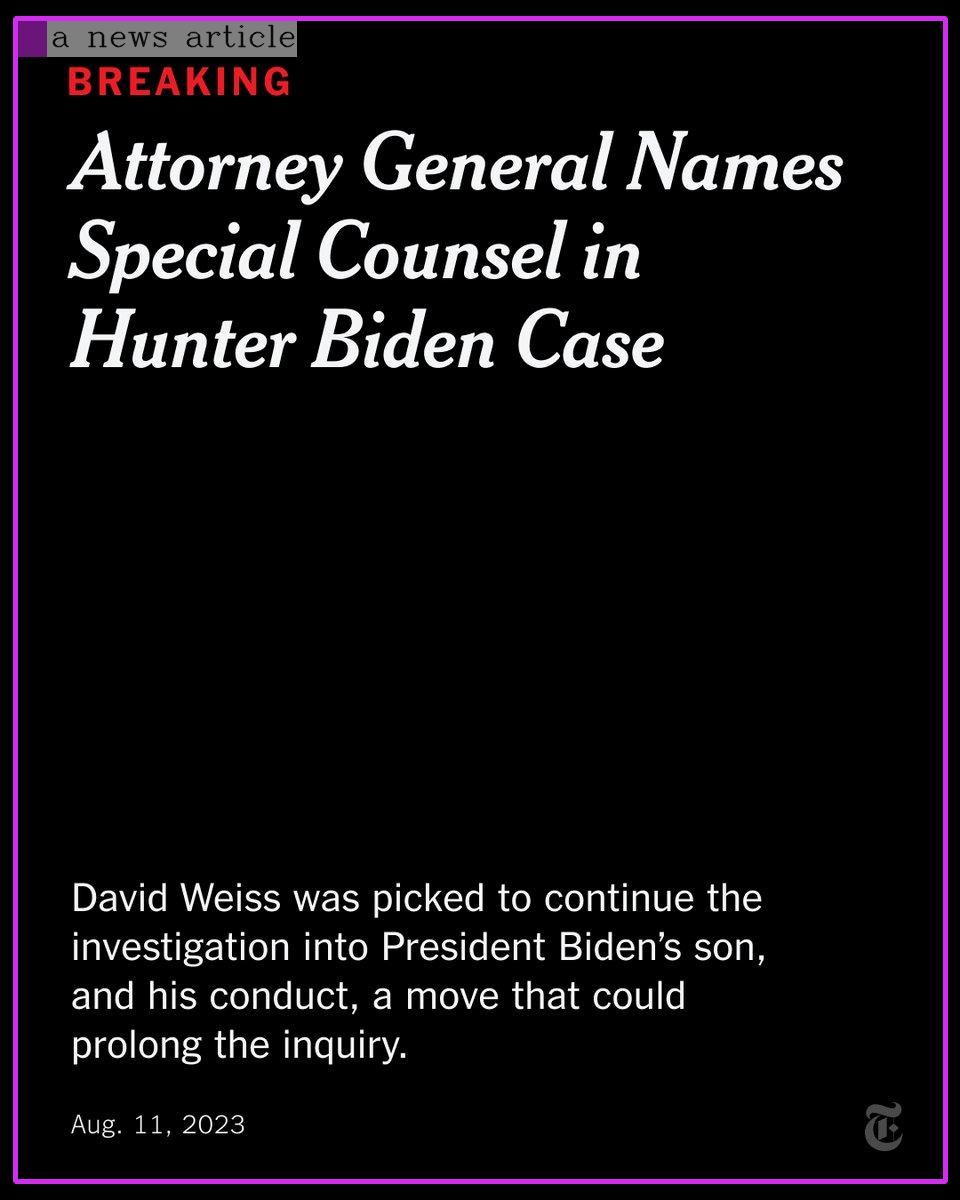 a news article
BREAKING
Attorney General Names
Special Counsel in
Hunter Biden Case
David Weiss was picked to continue the
investigation into President Biden’s son,
and his conduct, a move that could
prolong the inquiry.
Aug. 11, 2023
T